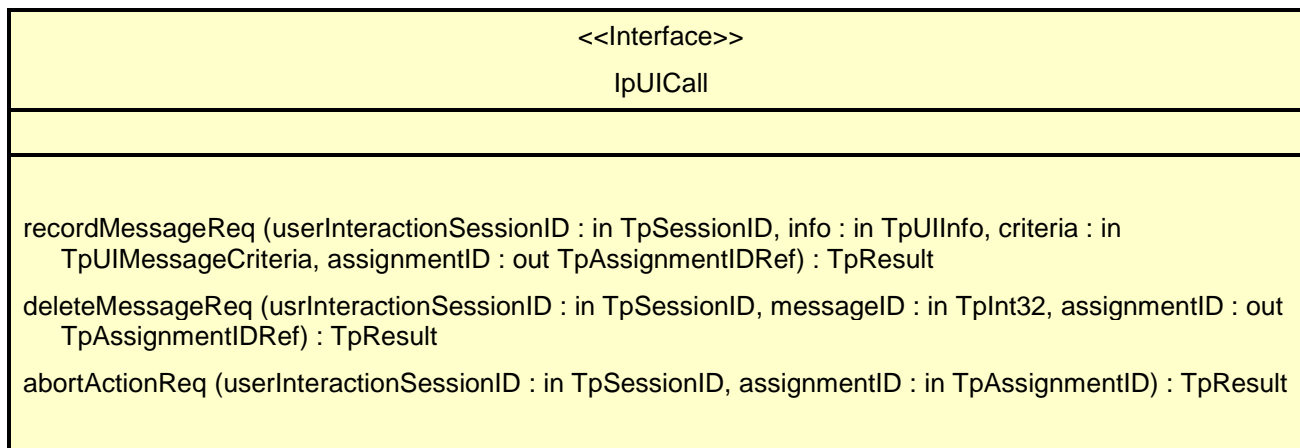 <<Interface>>
IpUICall
recordMessageReq (userInteractionSessionID : in TpSessionID, info : in TpUIInfo, criteria : in
TpUIMessageCriteria, assignmentID : out TpAssignmentIDRef) : TpResult
deleteMessageReq (usrInteractionSessionID : in TpSessionID, messageID : in TpInt32, assignmentID : out
TpAssignmentIDRef) : TpResult
abortActionReq (userInteractionSessionID : in TpSessionID, assignmentID : in TpAssignmentID) : TpResult